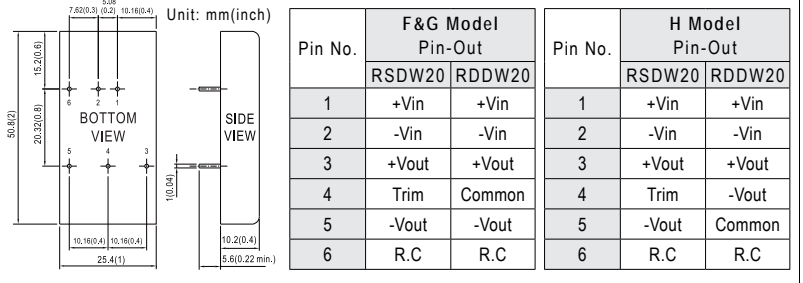 5.08
7.62(0.3) (0.2) 10.16(0.4)
Unit: mm(inch)
15.2(0.6)
50.8(2)
20.32(0.8)
6 2 1
BOTTOM
VIEW
5 4 3
10.16(0.4) 10.16(0.4)
25.4(1)
SIDE
VIEW
1(0.04)
10.2(0.4)
5.6(0.22 min.)
Pin No. F&G Model
Pin-Out
RSDW20 RDDW20
1 +Vin +Vin
2 -Vin -Vin
3 +Vout +Vout
4 Trim Common
5 -Vout -Vout
6 R.C R.C
Pin No. H Model
Pin-Out
RSDW20 RDDW20
1 +Vin +Vin
2 -Vin -Vin
3 +Vout +Vout
4 Trim -Vout
5 -Vout Common
6 R.C R.C